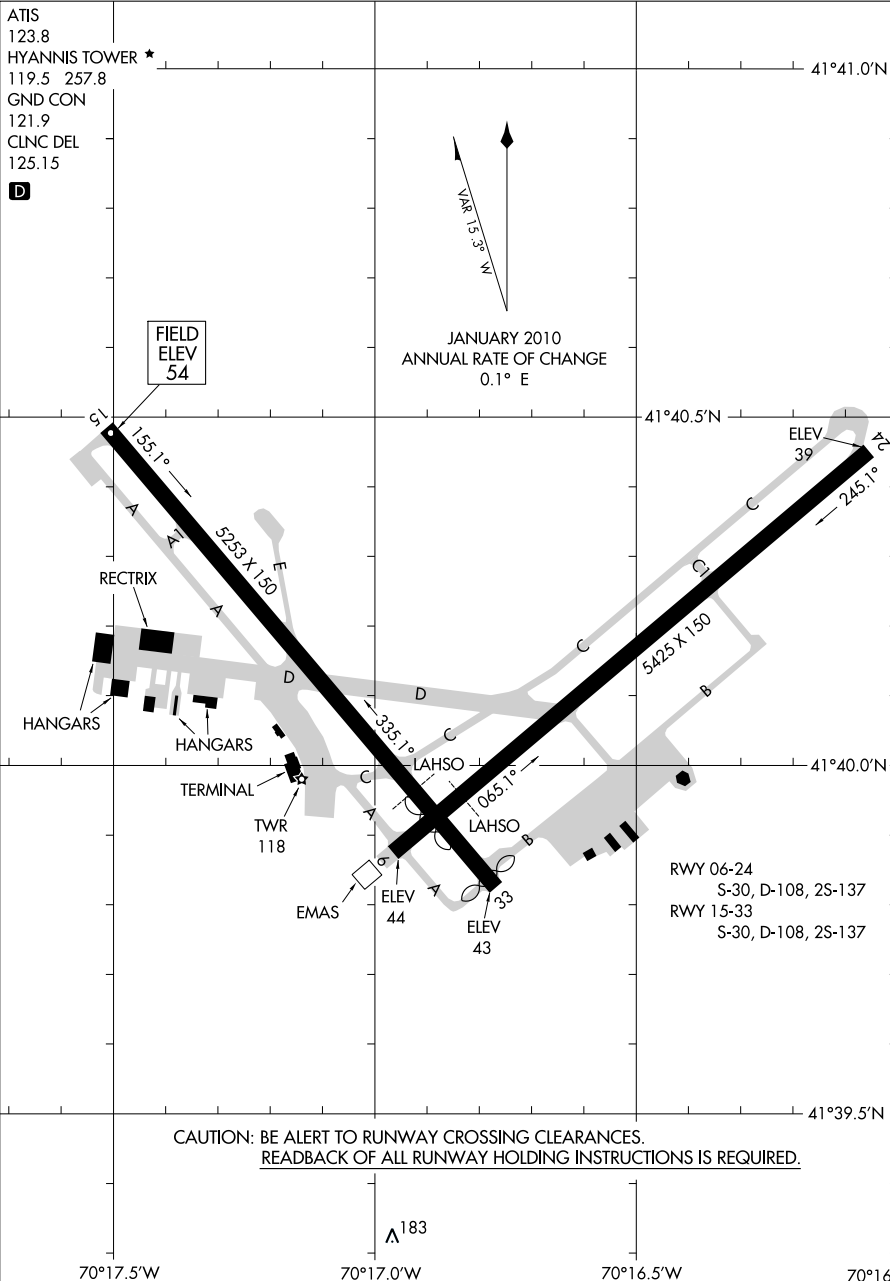 ATIS
123.8
HYANNIS TOWER ★
119.5 257.8
GND CON
121.9
CLNC DEL
125.15
D
41°41.0'N
VAR 15.3° W
JANUARY 2010
ANNUAL RATE OF CHANGE
0.1° E
FIELD
ELEV
54
41°40.5'N
15
155.1°
ELEV
39
24
245.1°
A
A1
5253 X 150
E
C
C1
RECTRIX
A
C
5425 X 150
D
D
B
HANGARS
HANGARS
335.1°
C
LAHSO
41°40.0'N
TERMINAL
C
065.1°
A
LAHSO
TWR
118
B
6
EMAS
ELEV
44
A
33
ELEV
43
RWY 06-24
S-30, D-108, 2S-137
RWY 15-33
S-30, D-108, 2S-137
41°39.5'N
CAUTION: BE ALERT TO RUNWAY CROSSING CLEARANCES.
READBACK OF ALL RUNWAY HOLDING INSTRUCTIONS IS REQUIRED.
183
70°17.5'W
70°17.0'W
70°16.5'W
70°16